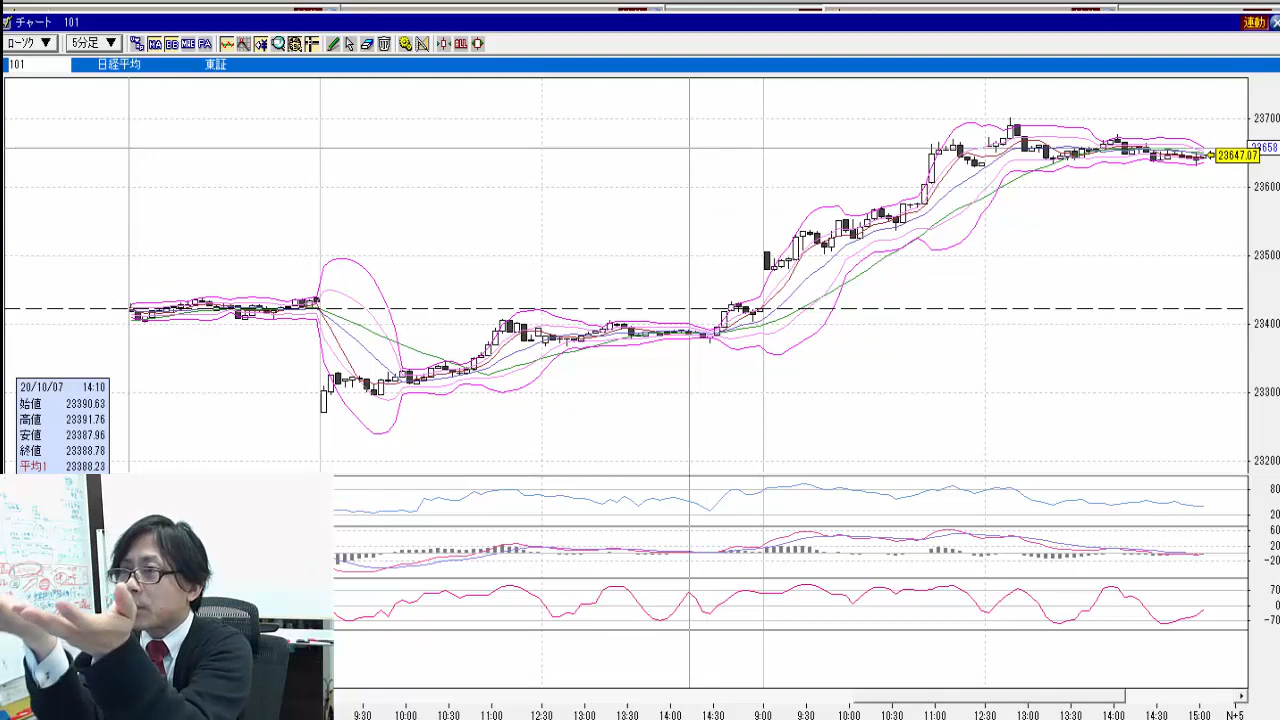 チャート 101
連動
ﾛｰｿｸ ▼ 5分足 ▼ MA BB
101 日経平均 東証
23700
23658
23647.07
23600
23500
23400
23300
23200
20/10/07 14:10
始値 23390.63
高値 23391.76
安値 23387.96
終値 23388.78
平均1 23388.23
80
20
60
20
-20
70
0
-70
9:30 10:00 10:30 11:00 12:30 13:00 13:30 14:00 14:30 9:00 9:30 10:00 10:30 11:00 12:30 13:00 13:30 14:00 14:30 15:00 N=5